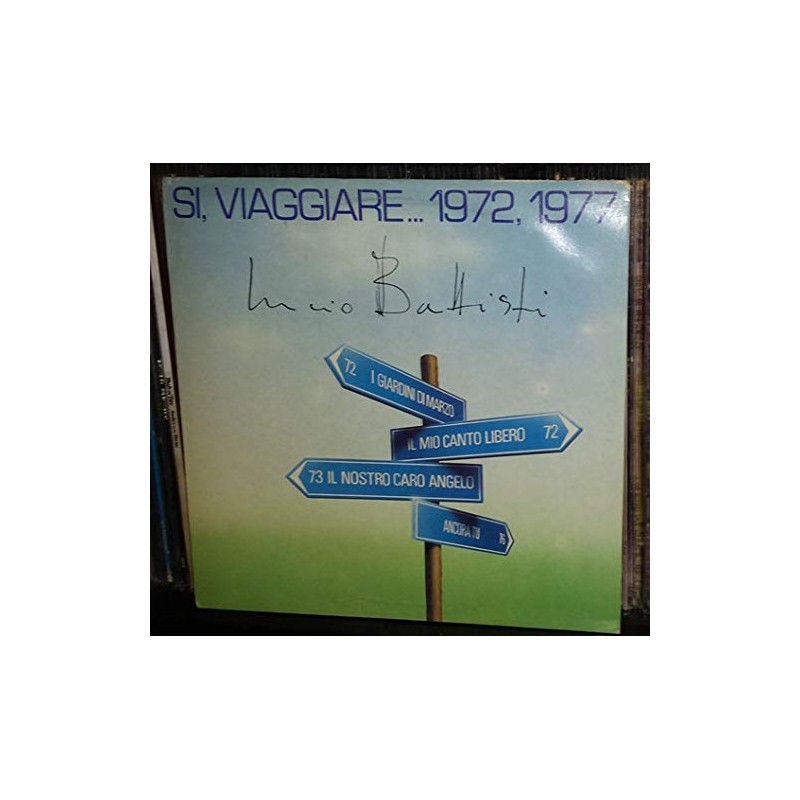 SI, VIAGGIARE... 1972, 1977
Lucio Battisti
72 I GIARDINI DI MARZO
IL MIO CANTO LIBERO 72
73 IL NOSTRO CARO ANGELO
ANCORA TU 76